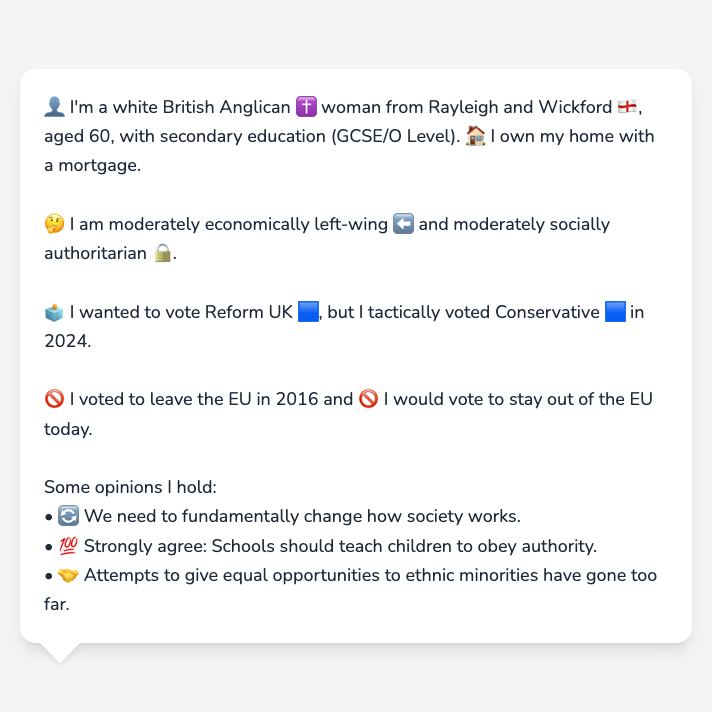 👤 I'm a white British Anglican ✝️ woman from Rayleigh and Wickford 🏴󠁧󠁢󠁥󠁮󠁧󠁿,
aged 60, with secondary education (GCSE/O Level). 🏠 I own my home with
a mortgage.
🤔 I am moderately economically left-wing ⬅️ and moderately socially
authoritarian 🔒.
🗳️ I wanted to vote Reform UK 🟦, but I tactically voted Conservative 🟦 in
2024.
🚫 I voted to leave the EU in 2016 and 🚫 I would vote to stay out of the EU
today.
Some opinions I hold:
• 🔄 We need to fundamentally change how society works.
• 💯 Strongly agree: Schools should teach children to obey authority.
• 🤝 Attempts to give equal opportunities to ethnic minorities have gone too
far.